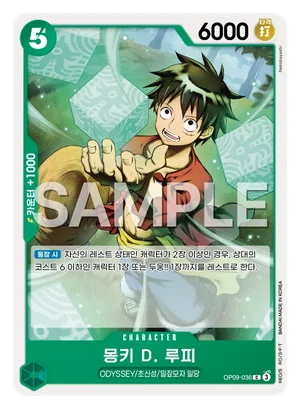 5
6000
타격
打
카운터 +1000
SAMPLE
등장 시 자신의 레스트 상태인 캐릭터가 2장 이상인 경우, 상대의
코스트 6 이하인 캐릭터 1장 또는 두웅!! 1장까지를 레스트로 한다.
CHARACTER
몽키 D. 루피
ODYSSEY/초신성/밀짚모자 일당
OP09-036 C
3
BANDAI MADE IN KOREA